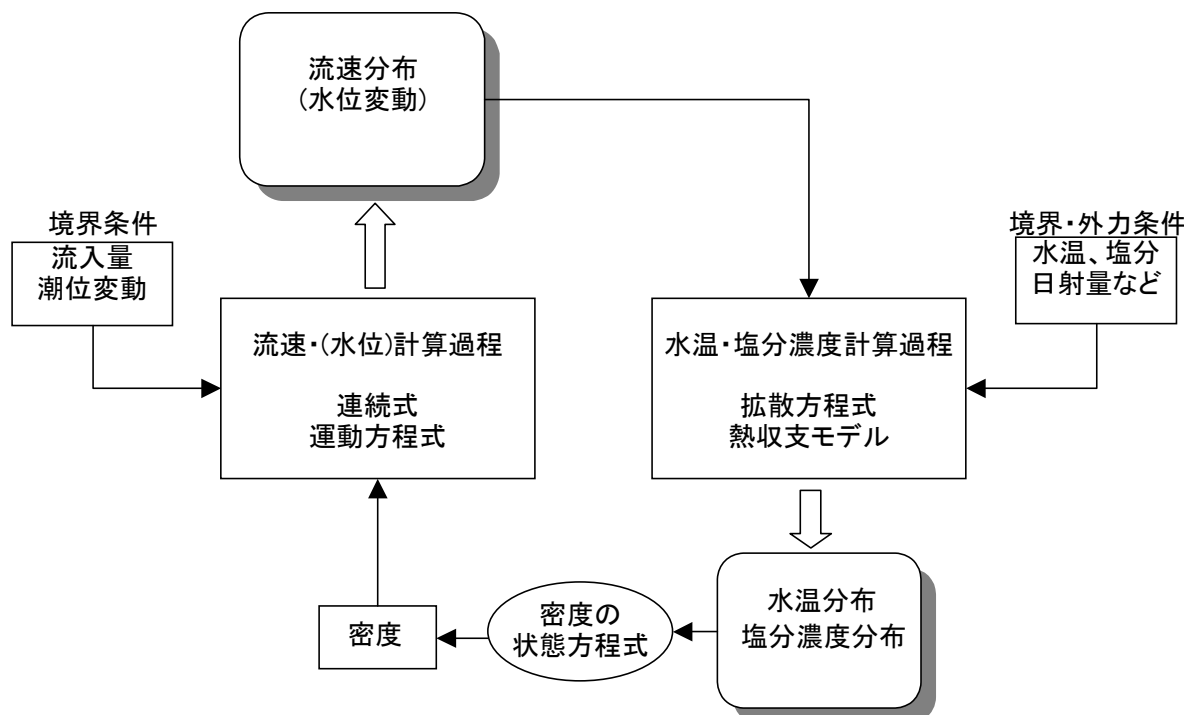 流速分布
(水位変動)
境界条件
流入量
潮位変動
境界・外力条件
水温、塩分
日射量など
流速・(水位)計算過程
連続式
運動方程式
水温・塩分濃度計算過程
拡散方程式
熱収支モデル
密度
密度の
状態方程式
水温分布
塩分濃度分布